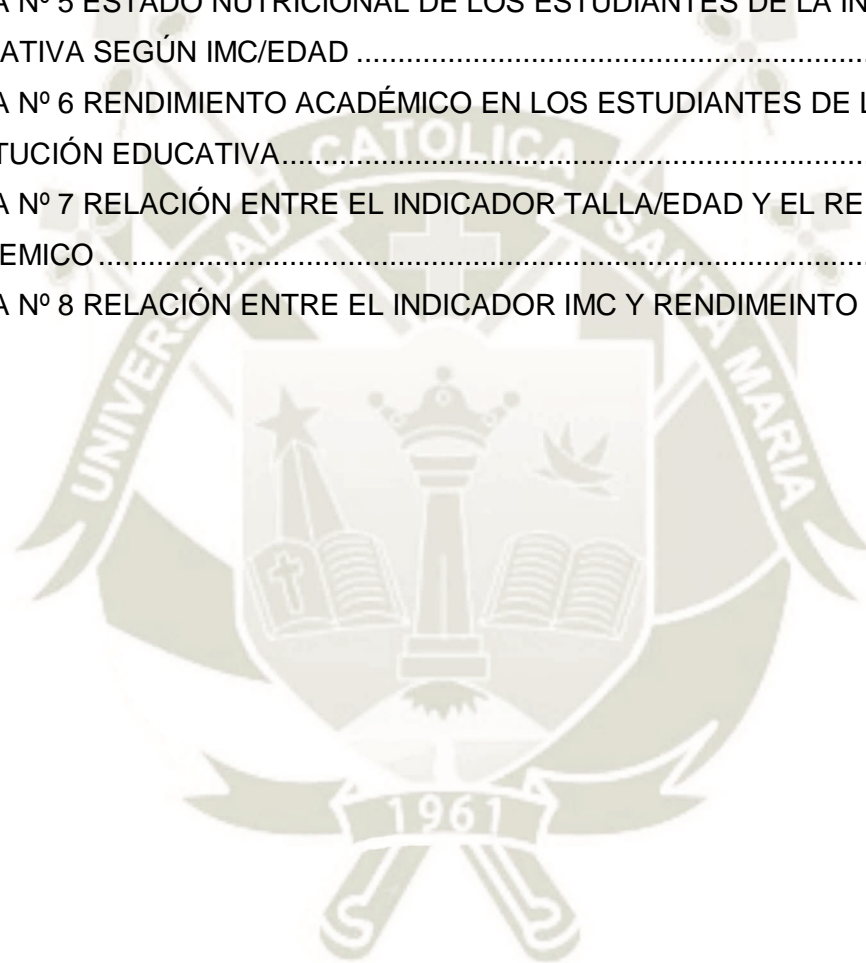 A Nº 5 ESTADO NUTRICIONAL DE LOS ESTUDIANTES DE LA IN
ATIVA SEGÚN IMC/EDAD ..........................................................
A Nº 6 RENDIMIENTO ACADÉMICO EN LOS ESTUDIANTES DE L
TUCIÓN EDUCATIVA..................................................................
A Nº 7 RELACIÓN ENTRE EL INDICADOR TALLA/EDAD Y EL RE
EMICO.........................................................................................
A Nº 8 RELACIÓN ENTRE EL INDICADOR IMC Y RENDIMEINTO
UNIVERSIDAD CATOLICA SANTA MARIA
1961